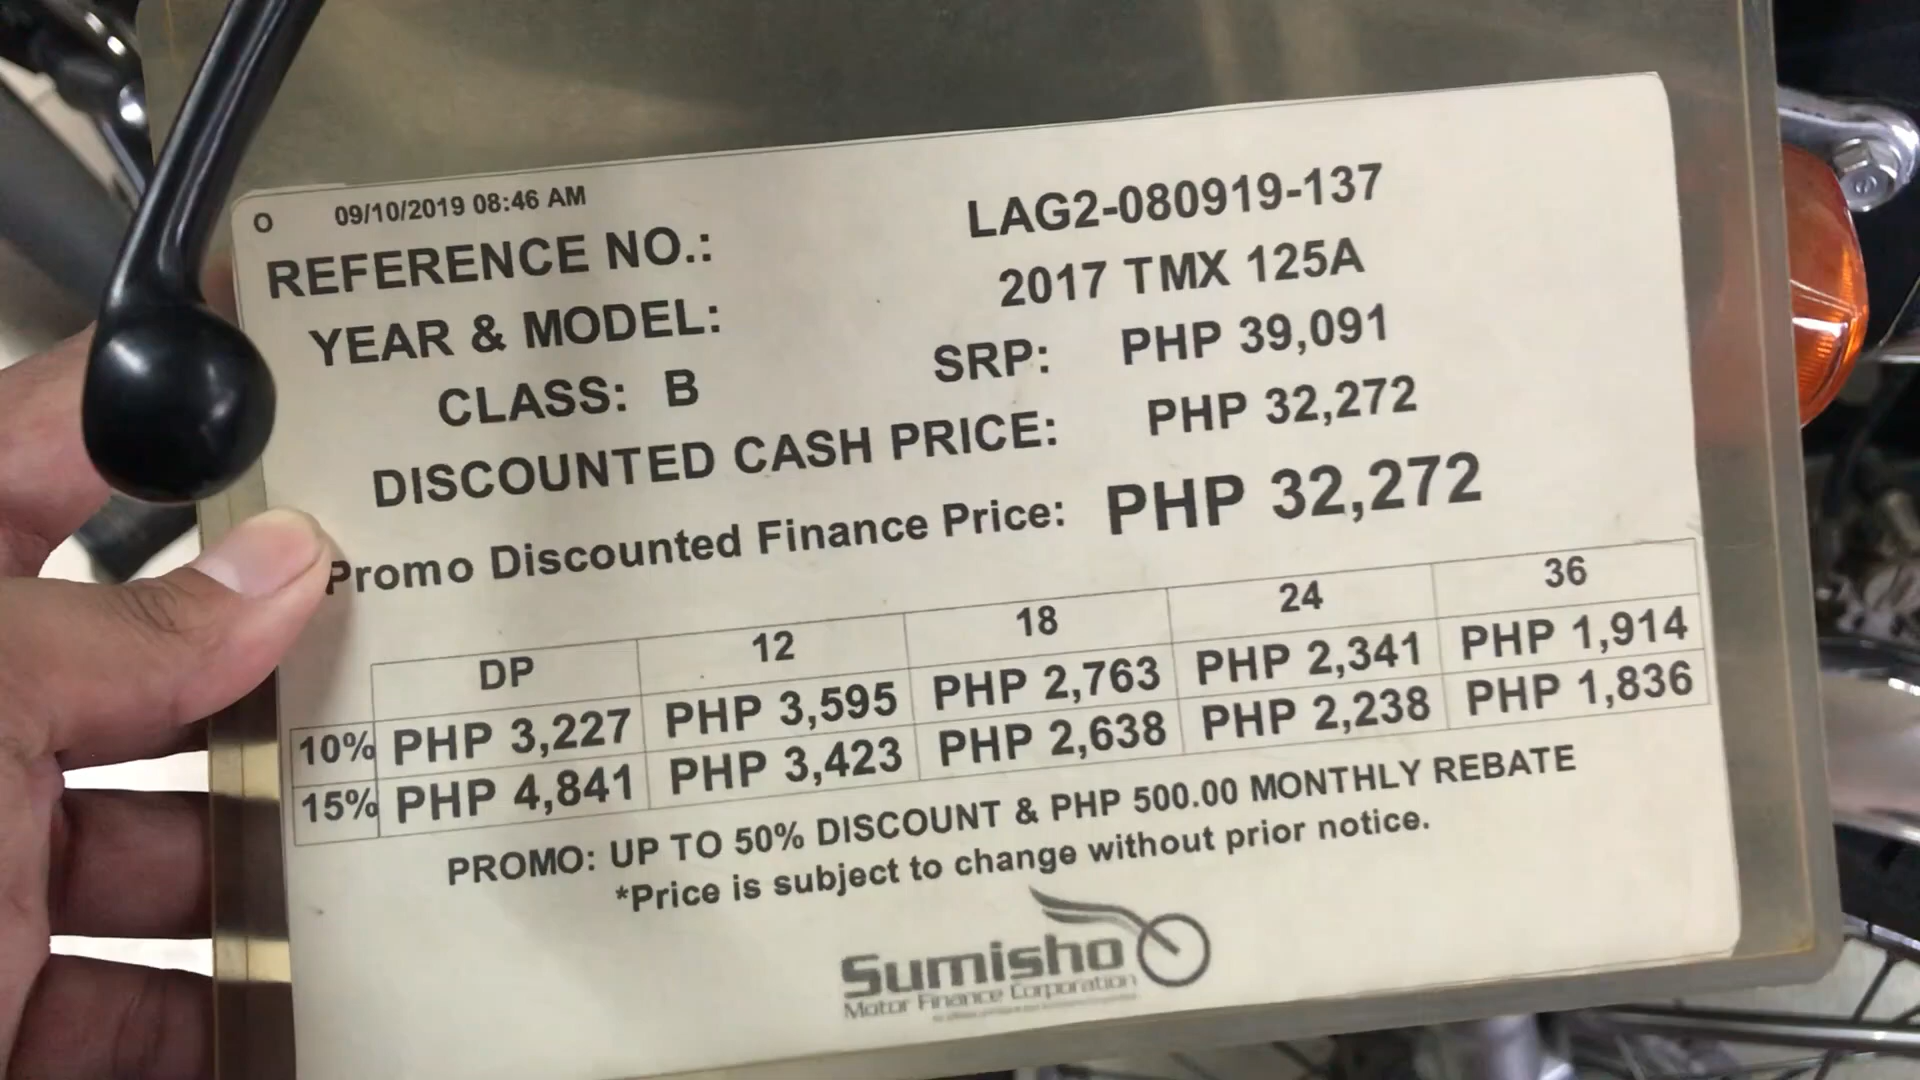 O 09/10/2019 08:46 AM
REFERENCE NO.: LAG2-080919-137
YEAR & MODEL: 2017 TMX 125A
CLASS: B SRP: PHP 39,091
DISCOUNTED CASH PRICE: PHP 32,272
Promo Discounted Finance Price: PHP 32,272
DP 12 18 24 36
10% PHP 3,227 PHP 3,595 PHP 2,763 PHP 2,341 PHP 1,914
15% PHP 4,841 PHP 3,423 PHP 2,638 PHP 2,238 PHP 1,836
PROMO: UP TO 50% DISCOUNT & PHP 500.00 MONTHLY REBATE
*Price is subject to change without prior notice.
Sumisho
Motor Finance Corporation